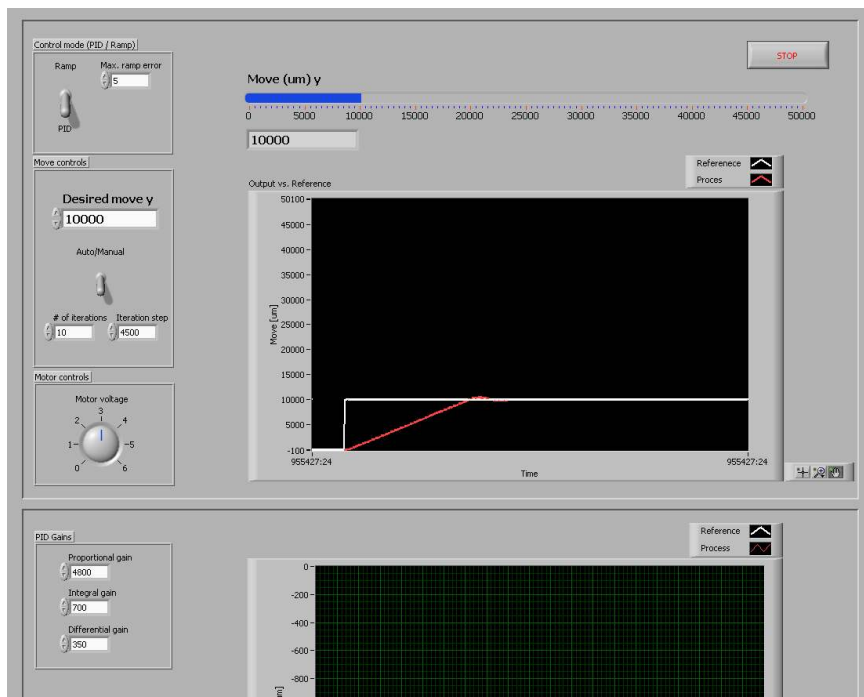 Control mode (PID / Ramp)
Ramp
Max. ramp error
5
PID
STOP
Move (um) y
0 5000 10000 15000 20000 25000 30000 35000 40000 45000 50000
10000
Move controls
Desired move y
10000
Auto/Manual
# of iterations
Iteration step
10
4500
Motor controls
Motor voltage
0 1 2 3 4 5 6
Referenece
Proces
Output vs. Reference
50100
45000
40000
35000
30000
25000
20000
15000
10000
5000
-100
Move [um]
955427:24
955427:24
Time
PID Gains
Proportional gain
4800
Integral gain
700
Differential gain
350
Reference
Process
0
-200
-400
-600
-800